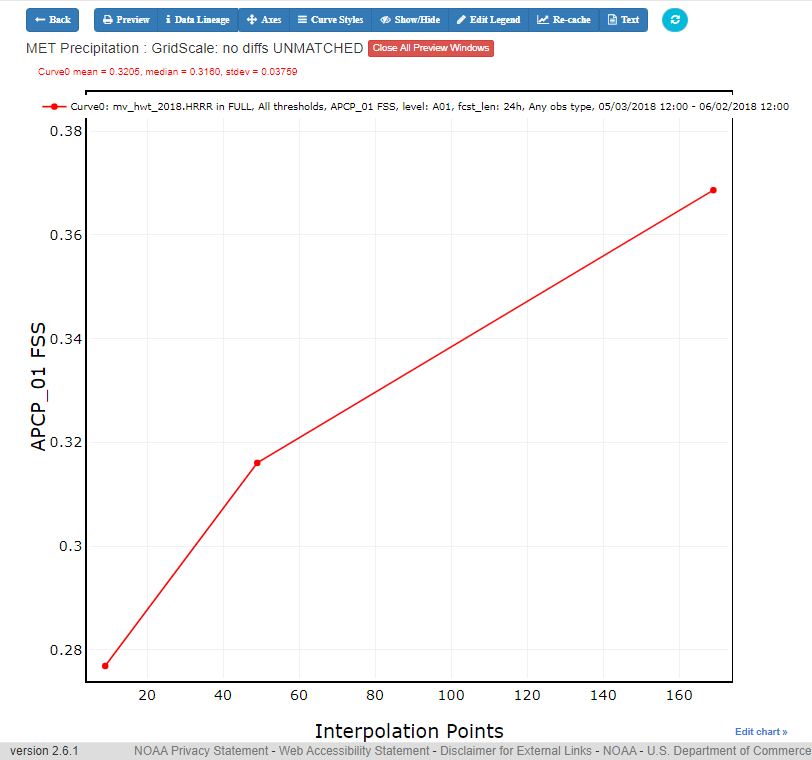 Back Preview Data Lineage Axes Curve Styles Show/Hide Edit Legend Re-cache Text
MET Precipitation : GridScale: no diffs UNMATCHED Close All Preview Windows
Curve0 mean = 0.3205, median = 0.3160, stdev = 0.03759
Curve0: mv_hwt_2018.HRRR in FULL, All thresholds, APCP_01 FSS, level: A01, fcst_len: 24h, Any obs type, 05/03/2018 12:00 - 06/02/2018 12:00
0.38
0.36
0.34
0.32
0.3
0.28
APCP_01 FSS
20 40 60 80 100 120 140 160
Interpolation Points
Edit chart »
version 2.6.1 NOAA Privacy Statement - Web Accessibility Statement - Disclaimer for External Links - NOAA - U.S. Department of Commerce